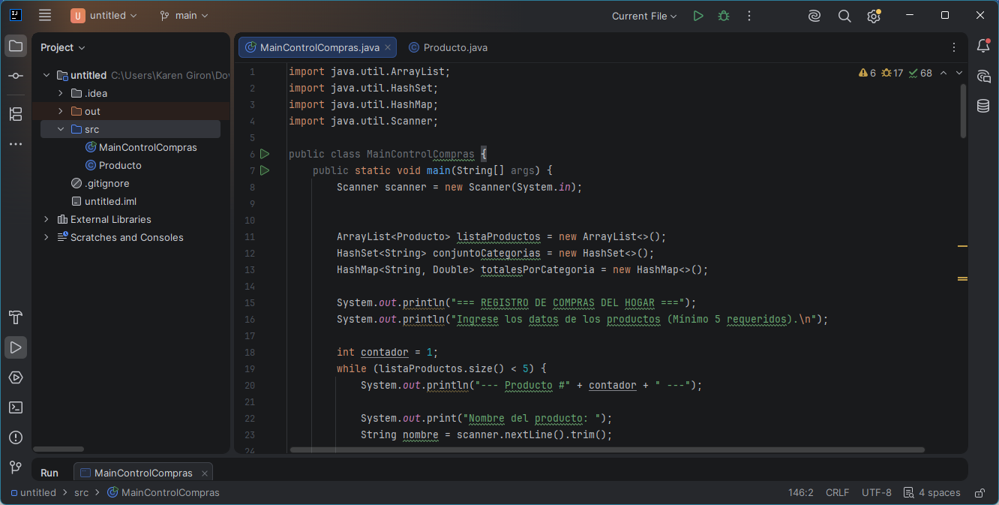 U untitled main Current File
Project
untitled C:\Users\Karen Giron\Do
.idea
out
src
MainControlCompras
Producto
.gitignore
untitled.iml
External Libraries
Scratches and Consoles
MainControlCompras.java Producto.java
6 17 68
1 import java.util.ArrayList;
2 import java.util.HashSet;
3 import java.util.HashMap;
4 import java.util.Scanner;
5
6 public class MainControlCompras {
7 public static void main(String[] args) {
8 Scanner scanner = new Scanner(System.in);
9
10
11 ArrayList<Producto> listaProductos = new ArrayList<>();
12 HashSet<String> conjuntoCategorias = new HashSet<>();
13 HashMap<String, Double> totalesPorCategoria = new HashMap<>();
14
15 System.out.println("=== REGISTRO DE COMPRAS DEL HOGAR ===");
16 System.out.println("Ingrese los datos de los productos (Mínimo 5 requeridos).\n");
17
18 int contador = 1;
19 while (listaProductos.size() < 5) {
20 System.out.println("--- Producto #" + contador + " ---");
21
22 System.out.print("Nombre del producto: ");
23 String nombre = scanner.nextLine().trim();
24
Run MainControlCompras
untitled > src > MainControlCompras
146:2 CRLF UTF-8 4 spaces